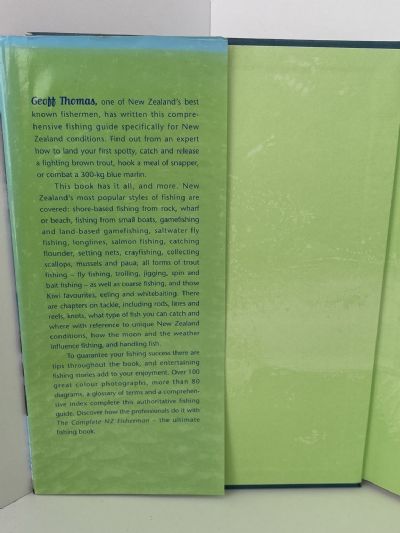 Geoff Thomas, one of New Zealand's best
known fishermen, has written this compre-
hensive fishing guide specifically for New
Zealand conditions. Find out from an expert
how to land your first spotty, catch and release
a fighting brown trout, hook a meal of snapper,
or combat a 300-kg blue marlin.
This book has it all, and more. New
Zealand's most popular styles of fishing are
covered: shore-based fishing from rock, wharf
or beach, fishing from small boats, gamefishing
and land-based gamefishing, saltwater fly
fishing, longlines, salmon fishing, catching
flounder, setting nets, crayfishing, collecting
scallops, mussels and paua; all forms of trout
fishing – fly fishing, trolling, jigging, spin and
bait fishing – as well as coarse fishing, and those
Kiwi favourites, eeling and whitebaiting. There
are chapters on tackle, including rods, lines and
reels, knots, what type of fish you can catch and
where with reference to unique New Zealand
conditions, how the moon and the weather
influence fishing, and handling fish.
To guarantee your fishing success there are
tips throughout the book, and entertaining
fishing stories add to your enjoyment. Over 100
great colour photographs, more than 80
diagrams, a glossary of terms and a comprehen-
sive index complete this authoritative fishing
guide. Discover how the professionals do it with
The Complete NZ Fisherman – the ultimate
fishing book.